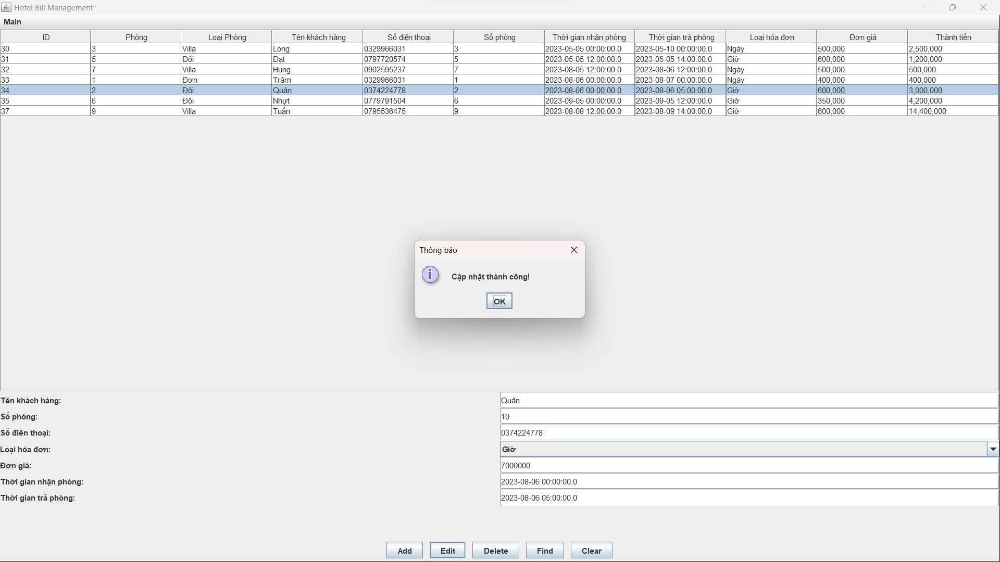 Hotel Bill Management
Main
ID Phòng Loại Phòng Tên khách hàng Số điện thoại Số phòng Thời gian nhận phòng Thời gian trả phòng Loại hóa đơn Đơn giá Thành tiền
30 3 Villa Long 0329966031 3 2023-05-05 00:00:00.0 2023-05-10 00:00:00.0 Ngày 500,000 2,500,000
31 5 Đôi Đạt 0797720574 5 2023-05-05 12:00:00.0 2023-05-05 14:00:00.0 Giờ 600,000 1,200,000
32 7 Villa Hung 0902595237 7 2023-08-05 12:00:00.0 2023-08-06 12:00:00.0 Ngày 500,000 500,000
33 1 Đơn Trâm 0329966031 1 2023-08-06 00:00:00.0 2023-08-07 00:00:00.0 Ngày 400,000 400,000
34 2 Đôi Quân 0374224778 2 2023-08-06 00:00:00.0 2023-08-06 05:00:00.0 Giờ 600,000 3,000,000
35 6 Đôi Nhựt 0779791504 6 2023-09-05 00:00:00.0 2023-09-05 12:00:00.0 Giờ 350,000 4,200,000
37 9 Villa Tuấn 0795536475 9 2023-08-08 12:00:00.0 2023-08-09 14:00:00.0 Giờ 600,000 14,400,000
Thông báo
Cập nhật thành công!
OK
Tên khách hàng: Quân
Số phòng: 10
Số điên thoại: 0374224778
Loại hóa đơn: Giờ
Đơn giá: 7000000
Thời gian nhận phòng: 2023-08-06 00:00:00.0
Thời gian trả phòng: 2023-08-06 05:00:00.0
Add Edit Delete Find Clear